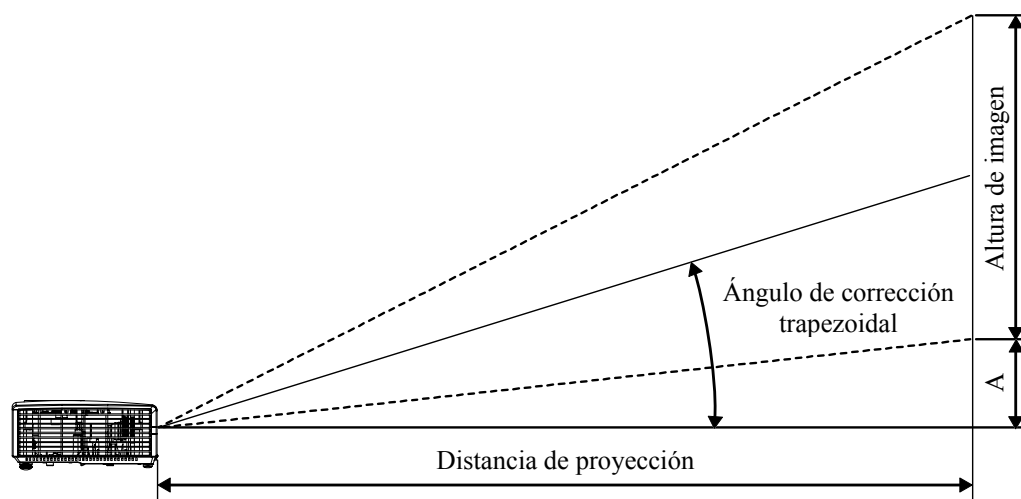 Altura de imagen
Ángulo de corrección
trapezoidal
A
Distancia de proyección